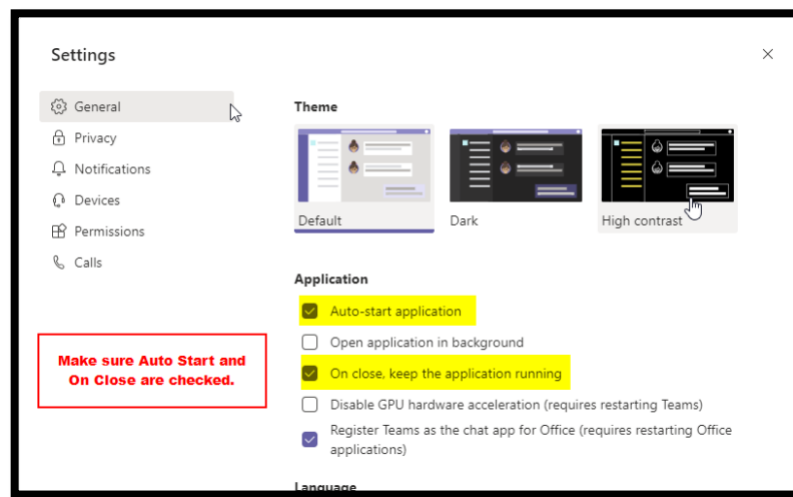 Settings
General
Privacy
Notifications
Devices
Permissions
Calls
Make sure Auto Start and
On Close are checked.
Theme
Default
Dark
High contrast
Application
Auto-start application
Open application in background
On close, keep the application running
Disable GPU hardware acceleration (requires restarting Teams)
Register Teams as the chat app for Office (requires restarting Office
applications)
Language